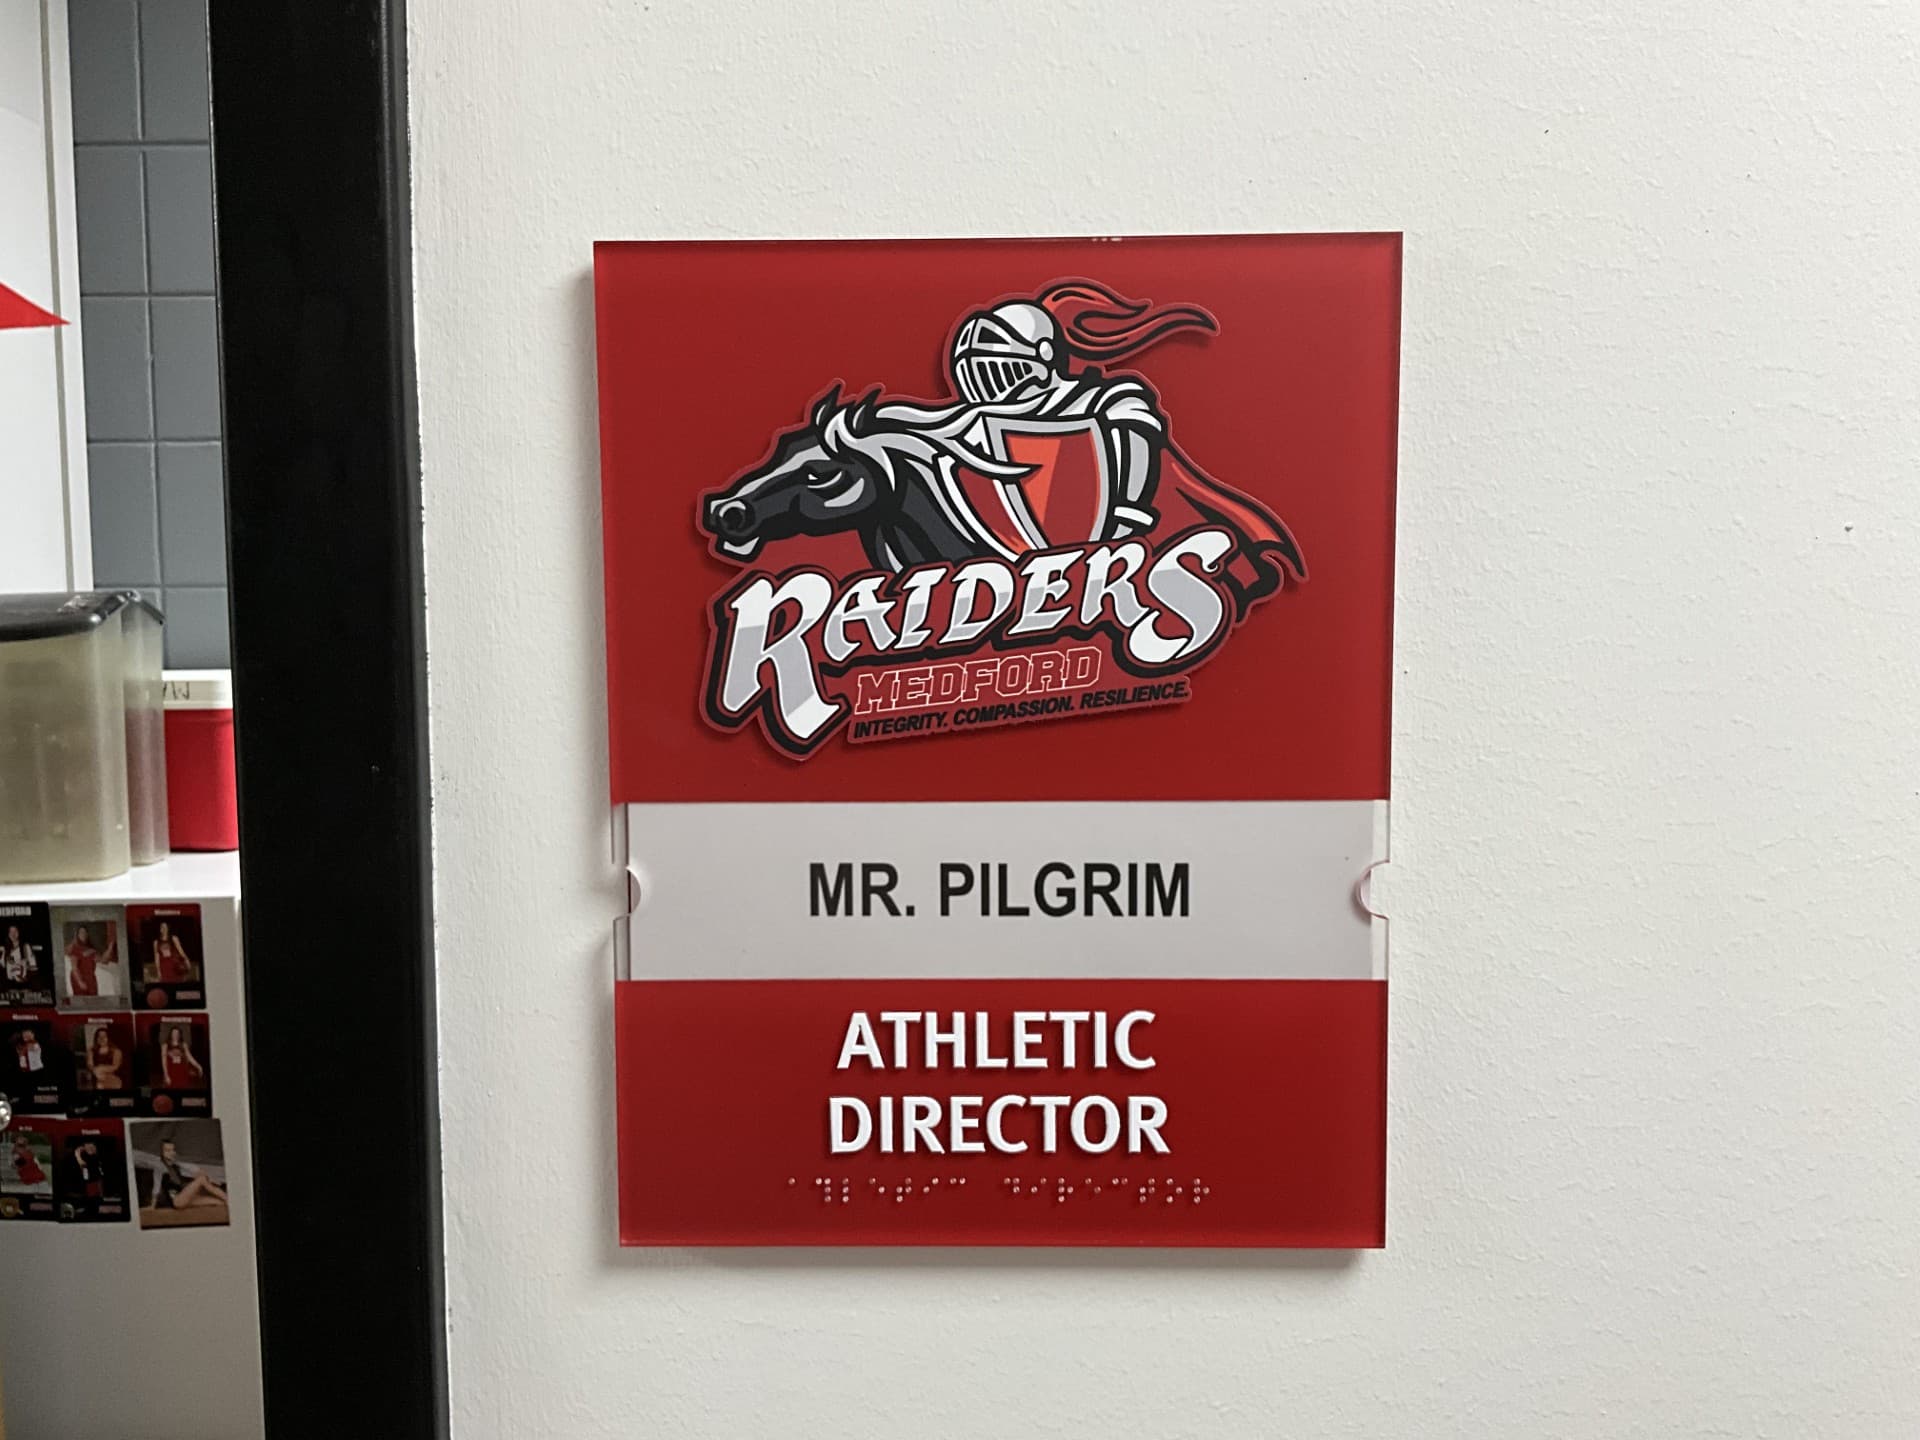 RAIDERS
MEDFORD
INTEGRITY. COMPASSION. RESILIENCE.
MR. PILGRIM
ATHLETIC
DIRECTOR